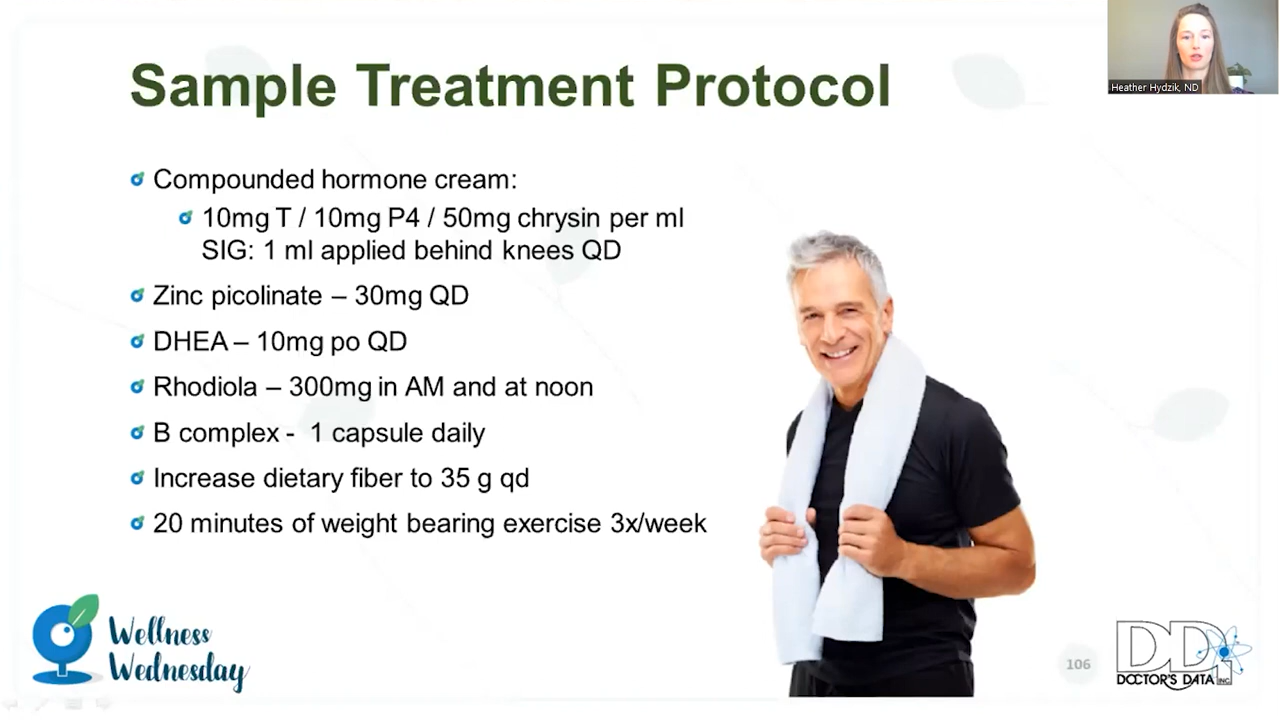 Heather Hydzik, ND
Sample Treatment Protocol
Compounded hormone cream:
10mg T / 10mg P4 / 50mg chrysin per ml
SIG: 1 ml applied behind knees QD
Zinc picolinate – 30mg QD
DHEA – 10mg po QD
Rhodiola – 300mg in AM and at noon
B complex - 1 capsule daily
Increase dietary fiber to 35 g qd
20 minutes of weight bearing exercise 3x/week
Wellness
Wednesday
106
DDI
DOCTOR'S DATA INC.